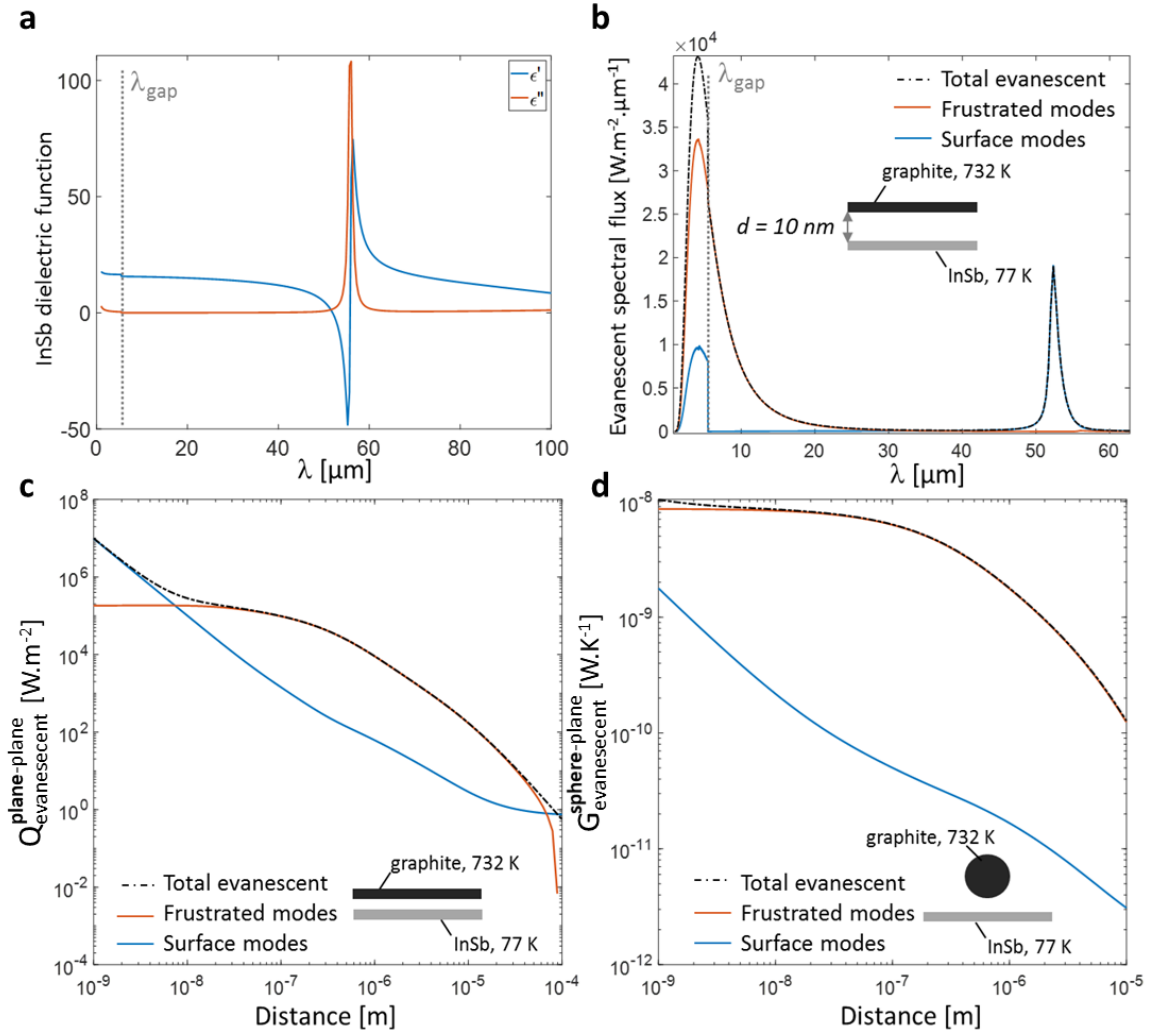 a
100
50
0
-50
InSb dielectric function
λgap
ϵ'
ϵ''
0
20
40
60
80
100
λ [µm]
b
×10⁴
4
3.5
3
2.5
2
1.5
1
0.5
0
Evanescent spectral flux [W.m⁻².µm⁻¹]
λgap
Total evanescent
Frustrated modes
Surface modes
graphite, 732 K
d = 10 nm
InSb, 77 K
10
20
30
40
50
60
λ [µm]
c
10⁸
10⁶
10⁴
10²
10⁰
10⁻²
10⁻⁴
Q plane-plane evanesecent [W.m⁻²]
Total evanescent
Frustrated modes
Surface modes
graphite, 732 K
InSb, 77 K
10⁻⁹
10⁻⁸
10⁻⁷
10⁻⁶
10⁻⁵
10⁻⁴
Distance [m]
d
10⁻⁸
10⁻⁹
10⁻¹⁰
10⁻¹¹
10⁻¹²
G sphere-plane evanesecent [W.K⁻¹]
graphite, 732 K
Total evanescent
Frustrated modes
Surface modes
InSb, 77 K
10⁻⁹
10⁻⁸
10⁻⁷
10⁻⁶
10⁻⁵
Distance [m]